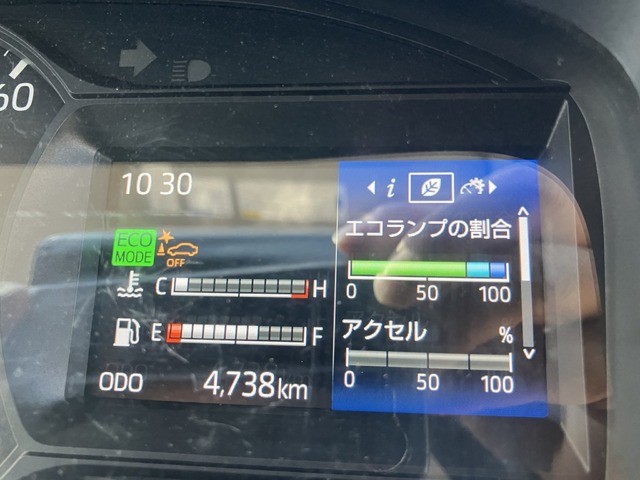 60
10 30
i
エコランプの割合
ECO
MODE
OFF
0 50 100
C H
アクセル %
E F
0 50 100
ODO 4,738km